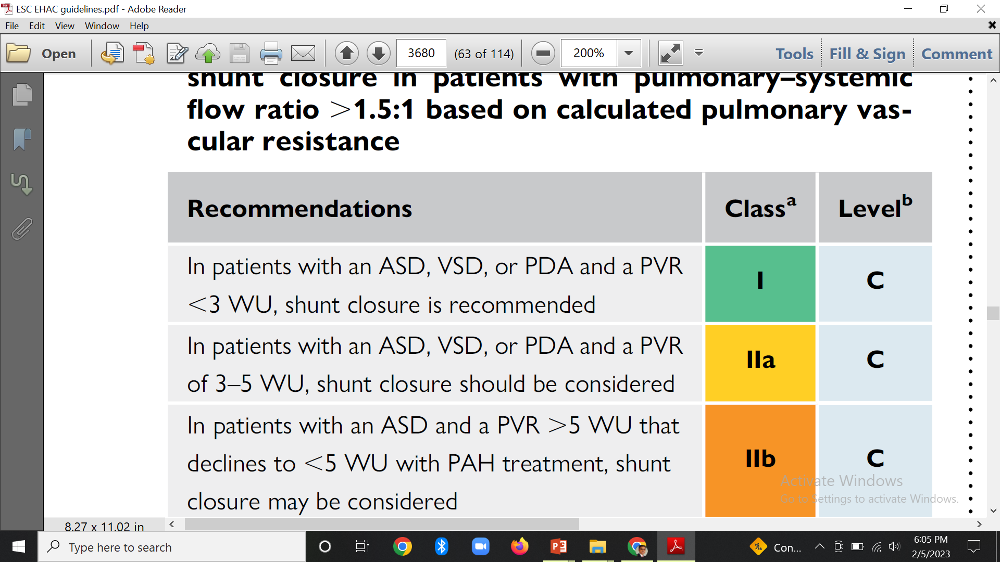 ESC EHAC guidelines.pdf - Adobe Reader
File Edit View Window Help
Open 3680 (63 of 114) 200% Tools Fill & Sign Comment
shunt closure in patients with pulmonary–systemic
flow ratio >1.5:1 based on calculated pulmonary vas-
cular resistance
Recommendations Classa Levelb
In patients with an ASD, VSD, or PDA and a PVR
<3 WU, shunt closure is recommended
I C
In patients with an ASD, VSD, or PDA and a PVR
of 3–5 WU, shunt closure should be considered
IIa C
In patients with an ASD and a PVR >5 WU that
declines to <5 WU with PAH treatment, shunt
closure may be considered
IIb C
Activate Windows
Go to Settings to activate Windows.
8.27 x 11.02 in
Type here to search
Con...
6:05 PM
2/5/2023